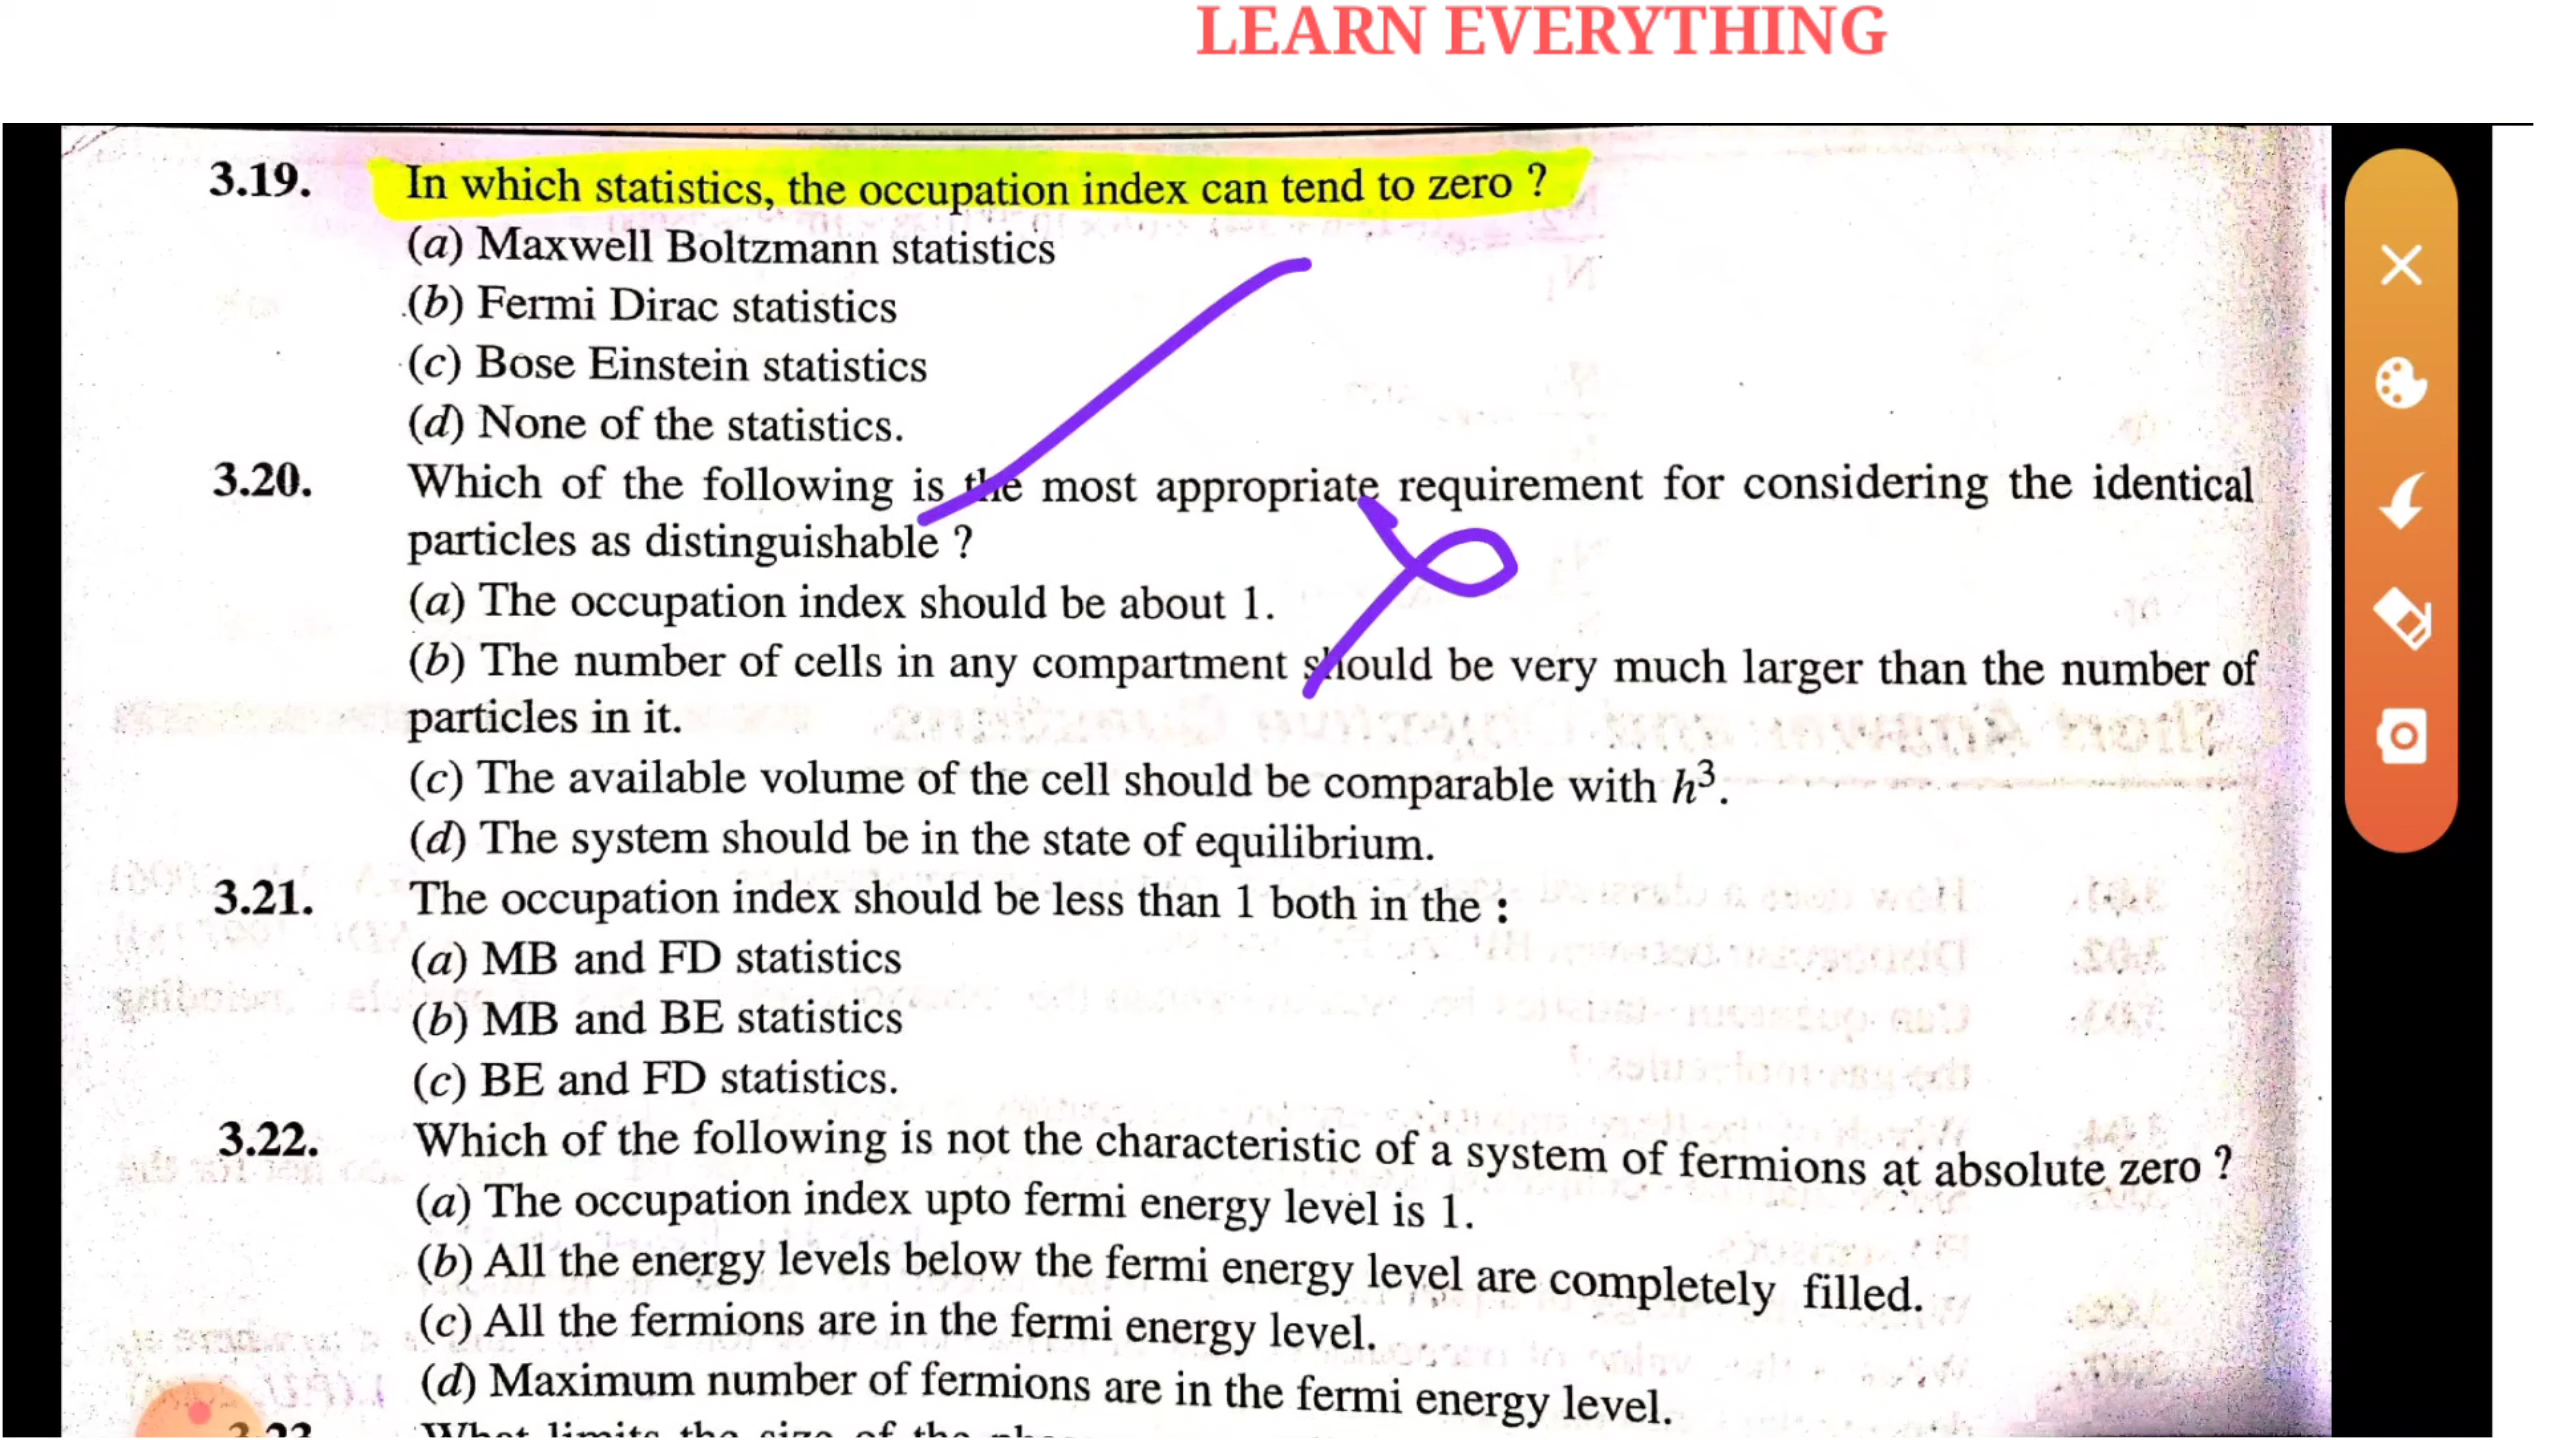 LEARN EVERYTHING
3.19. In which statistics, the occupation index can tend to zero ?
(a) Maxwell Boltzmann statistics
(b) Fermi Dirac statistics
(c) Bose Einstein statistics
(d) None of the statistics.
3.20. Which of the following is the most appropriate requirement for considering the identical
particles as distinguishable ?
(a) The occupation index should be about 1.
(b) The number of cells in any compartment should be very much larger than the number of
particles in it.
(c) The available volume of the cell should be comparable with h³.
(d) The system should be in the state of equilibrium.
3.21. The occupation index should be less than 1 both in the :
(a) MB and FD statistics
(b) MB and BE statistics
(c) BE and FD statistics.
3.22. Which of the following is not the characteristic of a system of fermions at absolute zero ?
(a) The occupation index upto fermi energy level is 1.
(b) All the energy levels below the fermi energy level are completely filled.
(c) All the fermions are in the fermi energy level.
(d) Maximum number of fermions are in the fermi energy level.
What limits the size of the